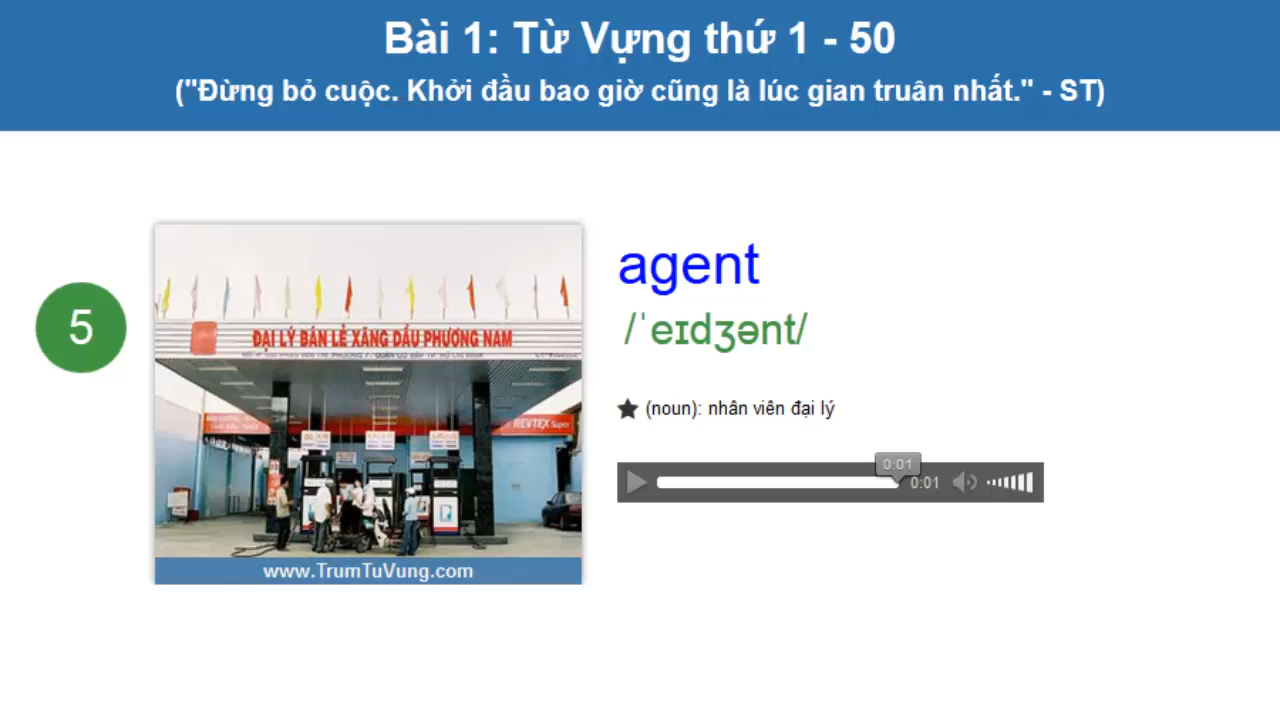 Bài 1: Từ Vựng thứ 1 - 50
("Đừng bỏ cuộc. Khởi đầu bao giờ cũng là lúc gian truân nhất." - ST)
5
ĐẠI LÝ BÁN LẺ XĂNG DẦU PHƯƠNG NAM
REVTEX Super
www.TrumTuVung.com
agent
/ˈeɪdʒənt/
(noun): nhân viên đại lý
0:01
0:01